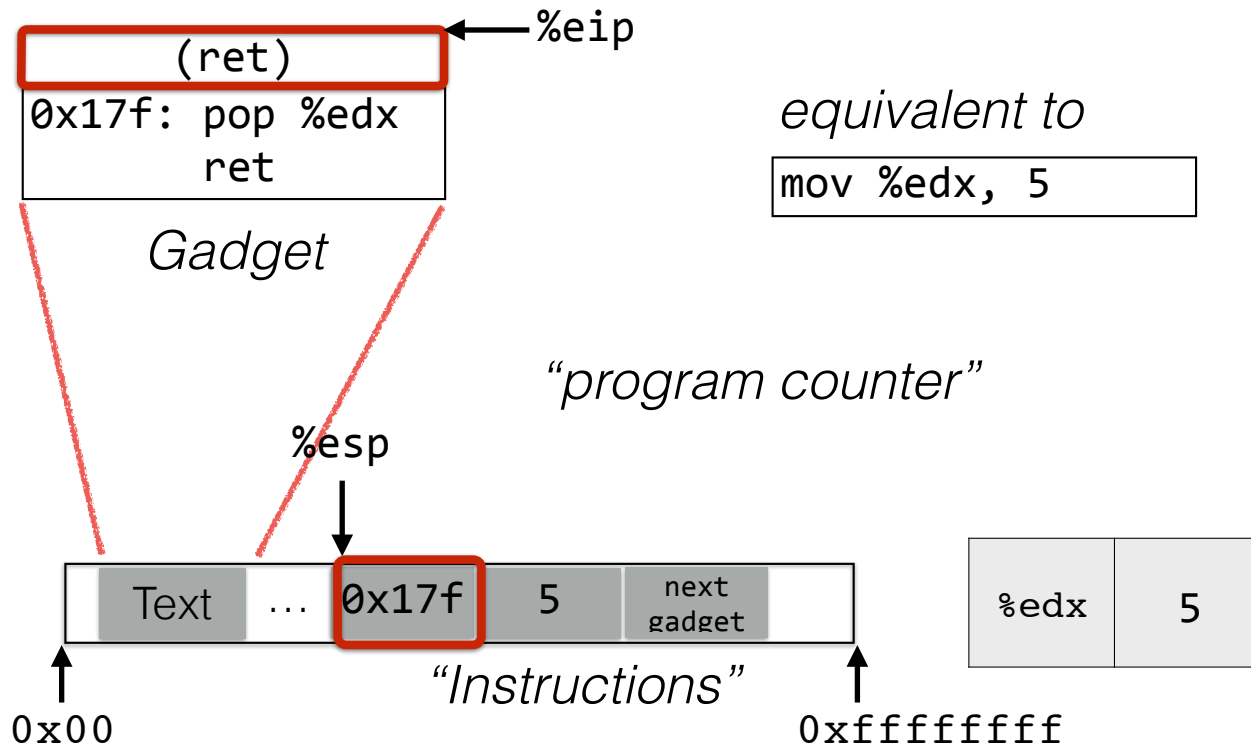 %eip
(ret)
0x17f: pop %edx
ret
equivalent to
mov %edx, 5
Gadget
“program counter”
%esp
Text ... 0x17f 5 next gadget
%edx 5
“Instructions”
0x00
0xffffffff